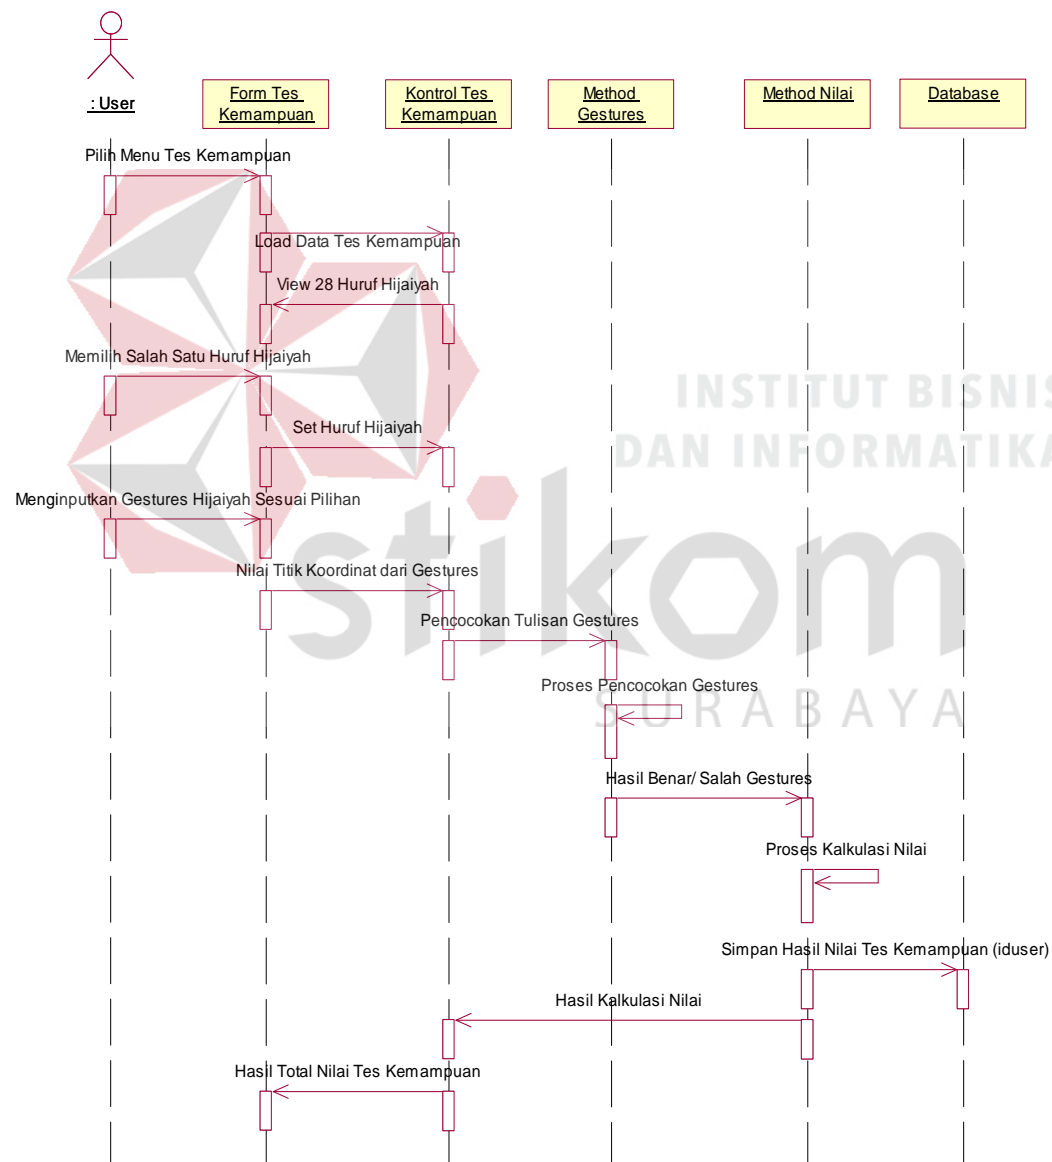 : User
Form Tes
Kemampuan
Kontrol Tes
Kemampuan
Method
Gestures
Method Nilai
Database
Pilih Menu Tes Kemampuan
Load Data Tes Kemampuan
View 28 Huruf Hijaiyah
Memilih Salah Satu Huruf Hijaiyah
INSTITUT BISNIS
DAN INFORMATIKA
Set Huruf Hijaiyah
Menginputkan Gestures Hijaiyah Sesuai Pilihan
stikom
Nilai Titik Koordinat dari Gestures
Pencocokan Tulisan Gestures
Proses Pencocokan Gestures
SURABAYA
Hasil Benar/ Salah Gestures
Proses Kalkulasi Nilai
Simpan Hasil Nilai Tes Kemampuan (iduser)
Hasil Kalkulasi Nilai
Hasil Total Nilai Tes Kemampuan